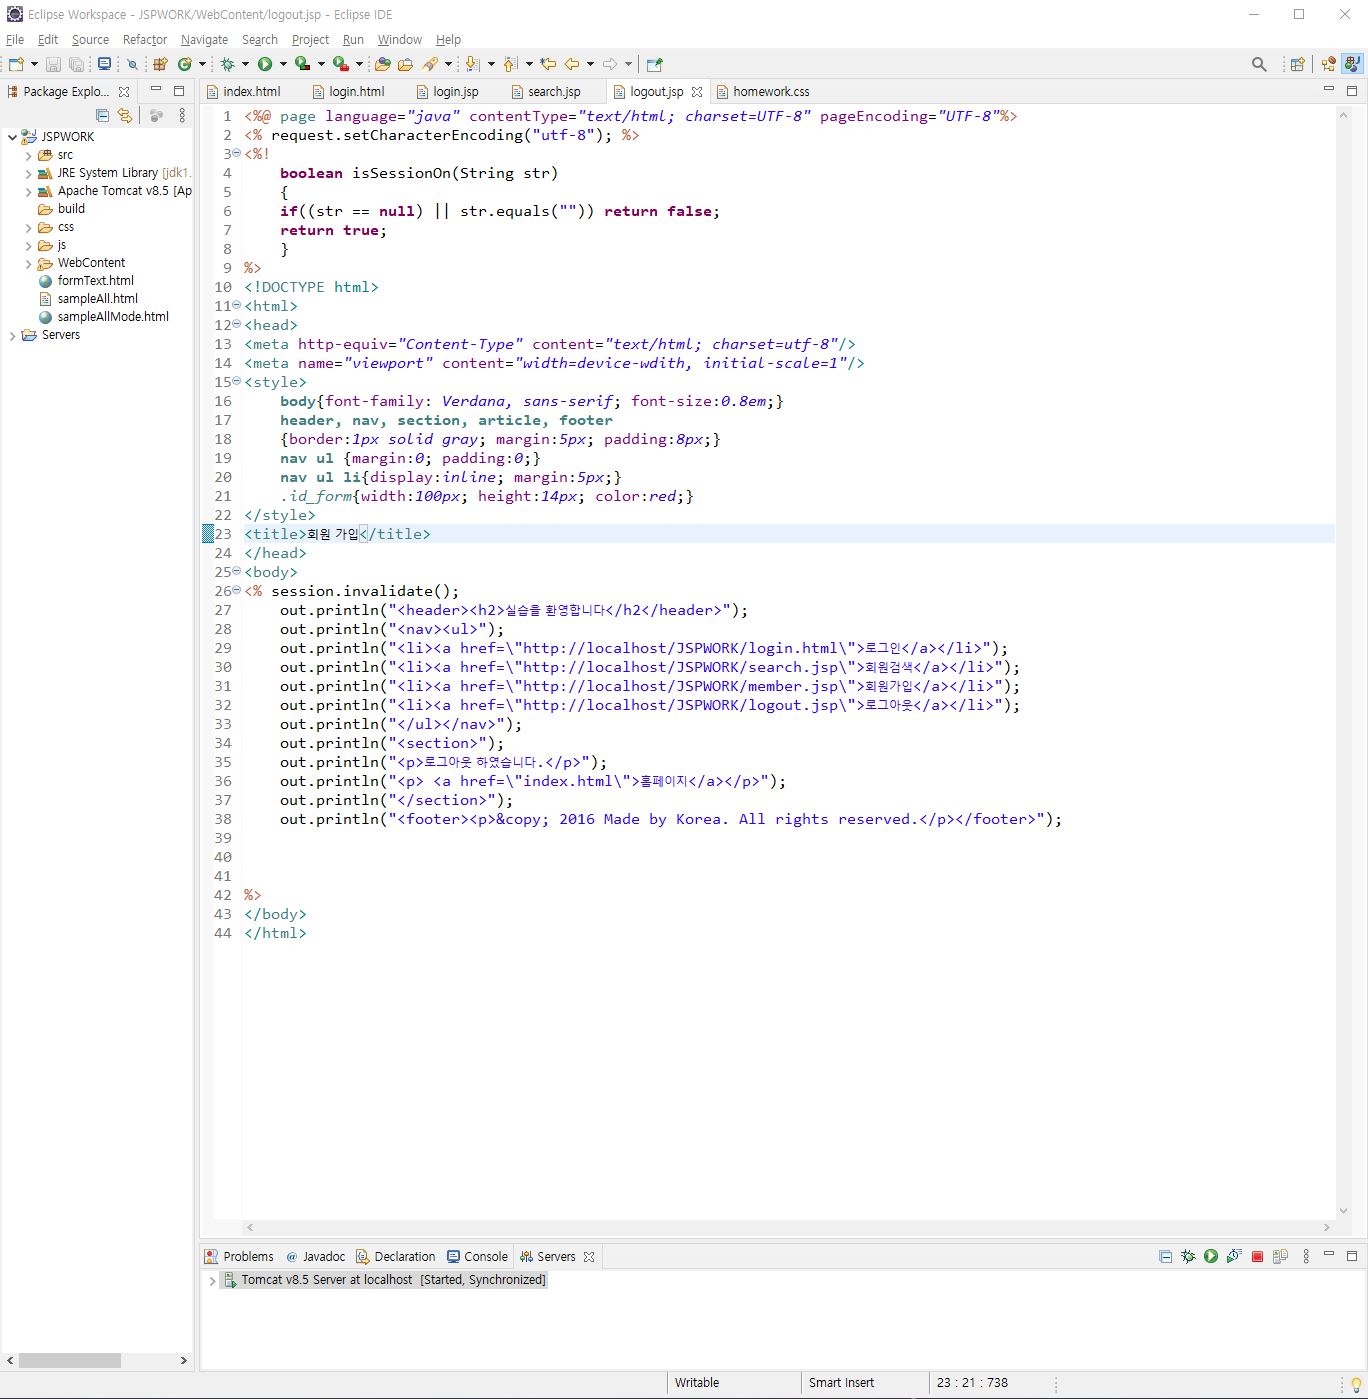 Eclipse Workspace - JSPWORK/WebContent/logout.jsp - Eclipse IDE
File Edit Source Refactor Navigate Search Project Run Window Help
Package Explo...
index.html login.html login.jsp search.jsp logout.jsp homework.css
JSPWORK
src
JRE System Library [jdk1.
Apache Tomcat v8.5 [Ap
build
css
js
WebContent
formText.html
sampleAll.html
sampleAllMode.html
Servers
1 <%@ page language="java" contentType="text/html; charset=UTF-8" pageEncoding="UTF-8"%>
2 <% request.setCharacterEncoding("utf-8"); %>
3 <%!
4 boolean isSessionOn(String str)
5 {
6 if((str == null) || str.equals("")) return false;
7 return true;
8 }
9 %>
10 <!DOCTYPE html>
11 <html>
12 <head>
13 <meta http-equiv="Content-Type" content="text/html; charset=utf-8"/>
14 <meta name="viewport" content="width=device-wdith, initial-scale=1"/>
15 <style>
16 body{font-family: Verdana, sans-serif; font-size:0.8em;}
17 header, nav, section, article, footer
18 {border:1px solid gray; margin:5px; padding:8px;}
19 nav ul {margin:0; padding:0;}
20 nav ul li{display:inline; margin:5px;}
21 .id_form{width:100px; height:14px; color:red;}
22 </style>
23 <title>회원 가입</title>
24 </head>
25 <body>
26 <% session.invalidate();
27 out.println("<header><h2>실습을 환영합니다</h2></header>");
28 out.println("<nav><ul>");
29 out.println("<li><a href=\"http://localhost/JSPWORK/login.html\">로그인</a></li>");
30 out.println("<li><a href=\"http://localhost/JSPWORK/search.jsp\">회원검색</a></li>");
31 out.println("<li><a href=\"http://localhost/JSPWORK/member.jsp\">회원가입</a></li>");
32 out.println("<li><a href=\"http://localhost/JSPWORK/logout.jsp\">로그아웃</a></li>");
33 out.println("</ul></nav>");
34 out.println("<section>");
35 out.println("<p>로그아웃 하였습니다.</p>");
36 out.println("<p> <a href=\"index.html\">홈페이지</a></p>");
37 out.println("</section>");
38 out.println("<footer><p>&copy; 2016 Made by Korea. All rights reserved.</p></footer>");
39
40
41
42 %>
43 </body>
44 </html>
Problems @ Javadoc Declaration Console Servers
Tomcat v8.5 Server at localhost [Started, Synchronized]
Writable Smart Insert 23 : 21 : 738